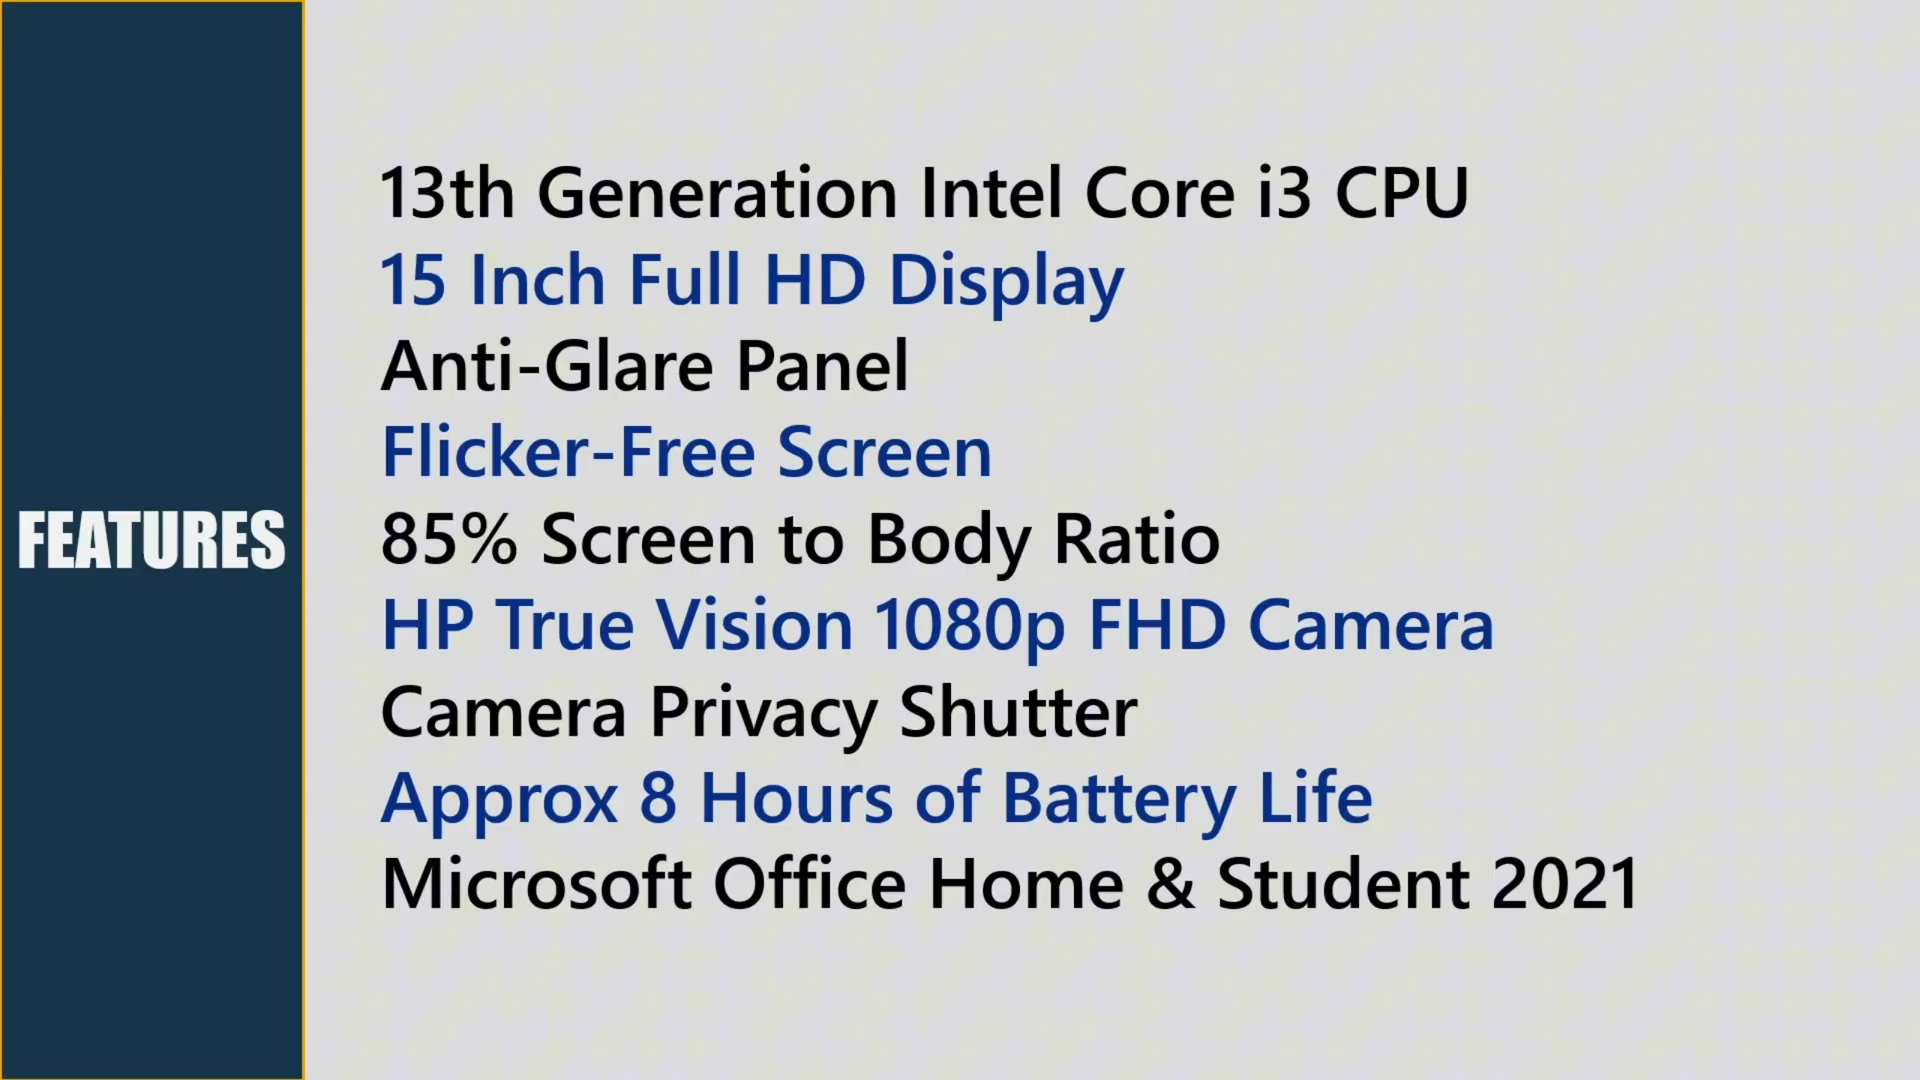 FEATURES
13th Generation Intel Core i3 CPU
15 Inch Full HD Display
Anti-Glare Panel
Flicker-Free Screen
85% Screen to Body Ratio
HP True Vision 1080p FHD Camera
Camera Privacy Shutter
Approx 8 Hours of Battery Life
Microsoft Office Home & Student 2021